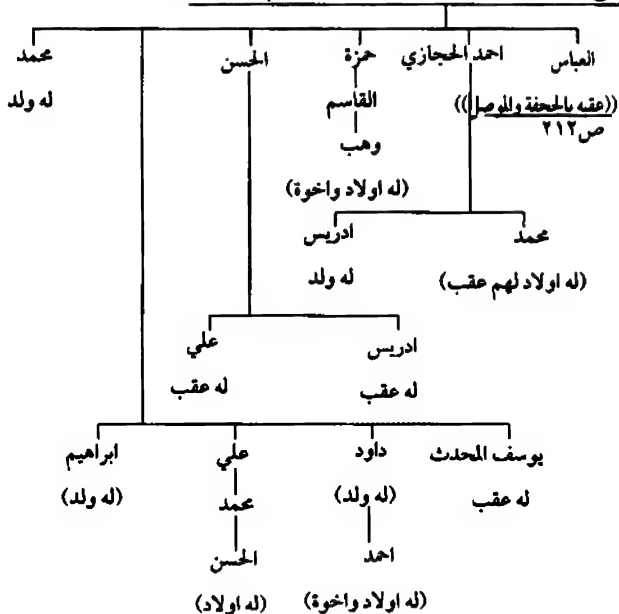 العباس
احمد الحجازي
حمزة
الحسن
محمد
((عقبه بالجحفة والموصل))
ص٢١٢
القاسم
له ولد
وهب
(له اولاد واخوة)
محمد
ادريس
(له اولاد لهم عقب)
له ولد
ادريس
علي
له عقب
له عقب
يوسف المحدث
داود
علي
ابراهيم
له عقب
(له ولد)
محمد
(له ولد)
احمد
الحسن
(له اولاد واخوة)
(له اولاد)